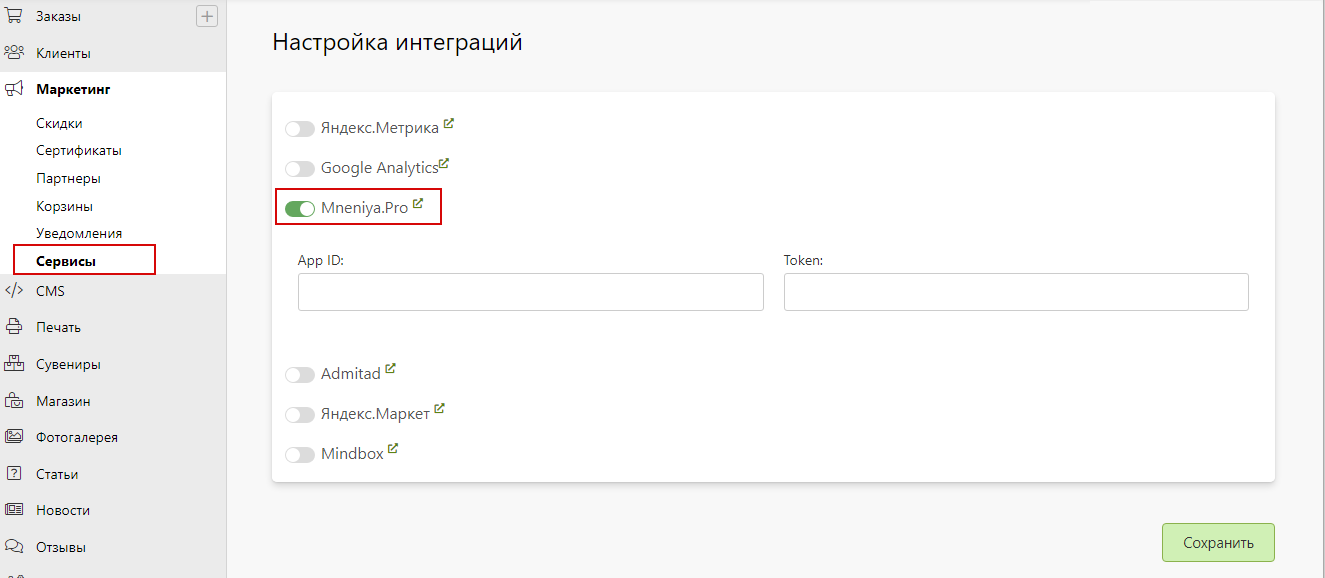 Заказы
Клиенты
Маркетинг
Скидки
Сертификаты
Партнеры
Корзины
Уведомления
Сервисы
CMS
Печать
Сувениры
Магазин
Фотогалерея
Статьи
Новости
Отзывы
Настройка интеграций
Яндекс.Метрика
Google Analytics
Mneniya.Pro
App ID:
Token:
Admitad
Яндекс.Маркет
Mindbox
Сохранить